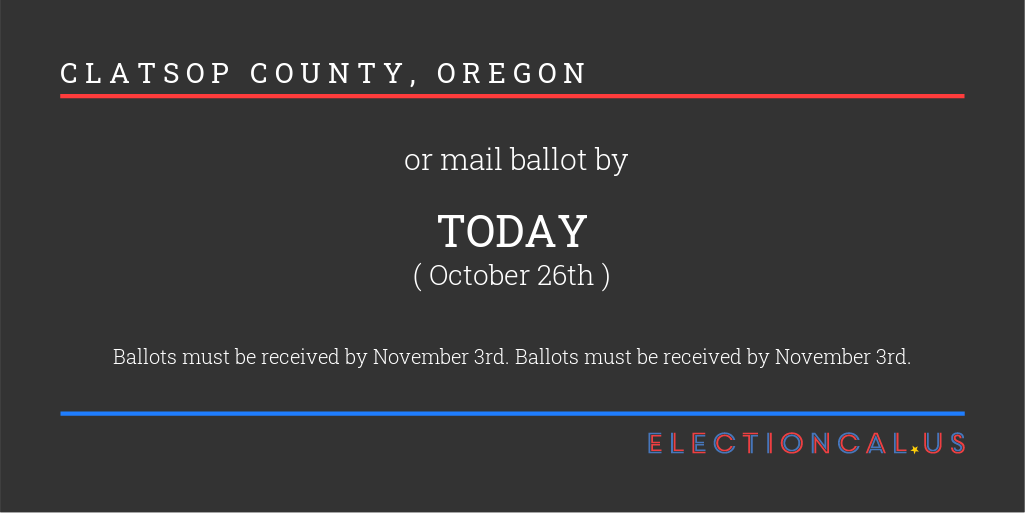 CLATSOP COUNTY, OREGON
or mail ballot by
TODAY
( October 26th )
Ballots must be received by November 3rd. Ballots must be received by November 3rd.
ELECTIONCAL.US